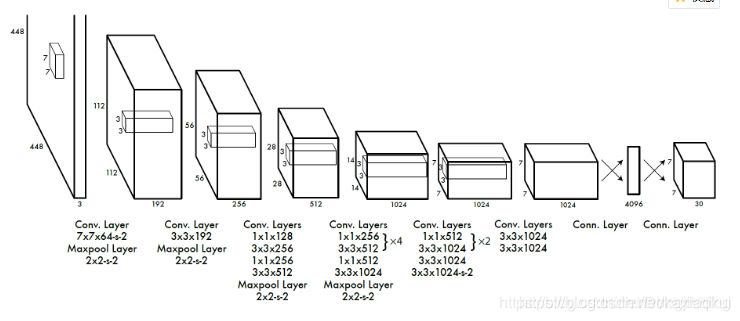 448
7
7
448
3
112
3
3
112
192
56
3
3
56
256
28
3
3
28
512
14
3
3
14
1024
7
3
3
7
1024
7
7
1024
4096
7
7
30
Conv. Layer
7x7x64-s-2
Maxpool Layer
2x2-s-2
Conv. Layer
3x3x192
Maxpool Layer
2x2-s-2
Conv. Layers
1x1x128
3x3x256
1x1x256
3x3x512
Maxpool Layer
2x2-s-2
Conv. Layers
1x1x256
3x3x512
}×4
1x1x512
3x3x1024
Maxpool Layer
2x2-s-2
Conv. Layers
1x1x512
3x3x1024
}×2
3x3x1024
3x3x1024-s-2
Conv. Layers
3x3x1024
3x3x1024
Conn. Layer
Conn. Layer